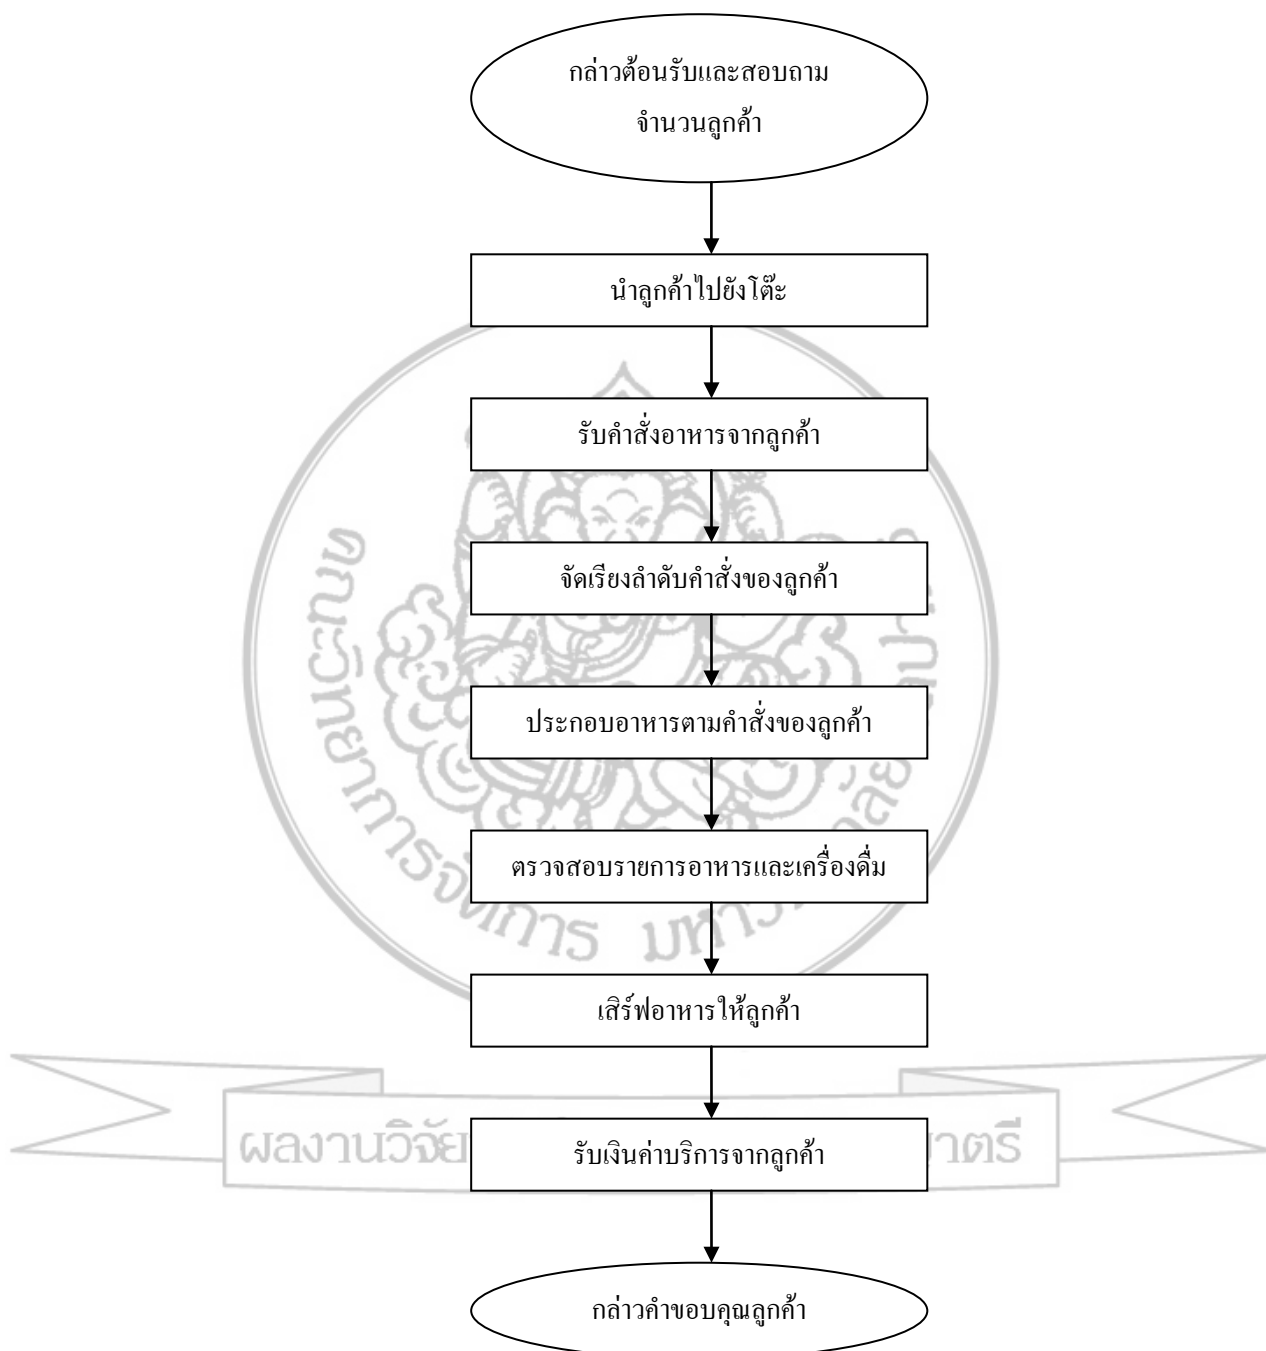 กล่าวต้อนรับและสอบถาม
จำนวนลูกค้า
นำลูกค้าไปยังโต๊ะ
รับคำสั่งอาหารจากลูกค้า
จัดเรียงลำดับคำสั่งของลูกค้า
ประกอบอาหารตามคำสั่งของลูกค้า
ตรวจสอบรายการอาหารและเครื่องดื่ม
เสิร์ฟอาหารให้ลูกค้า
รับเงินค่าบริการจากลูกค้า
กล่าวคำขอบคุณลูกค้า
ผลงานวิจัย